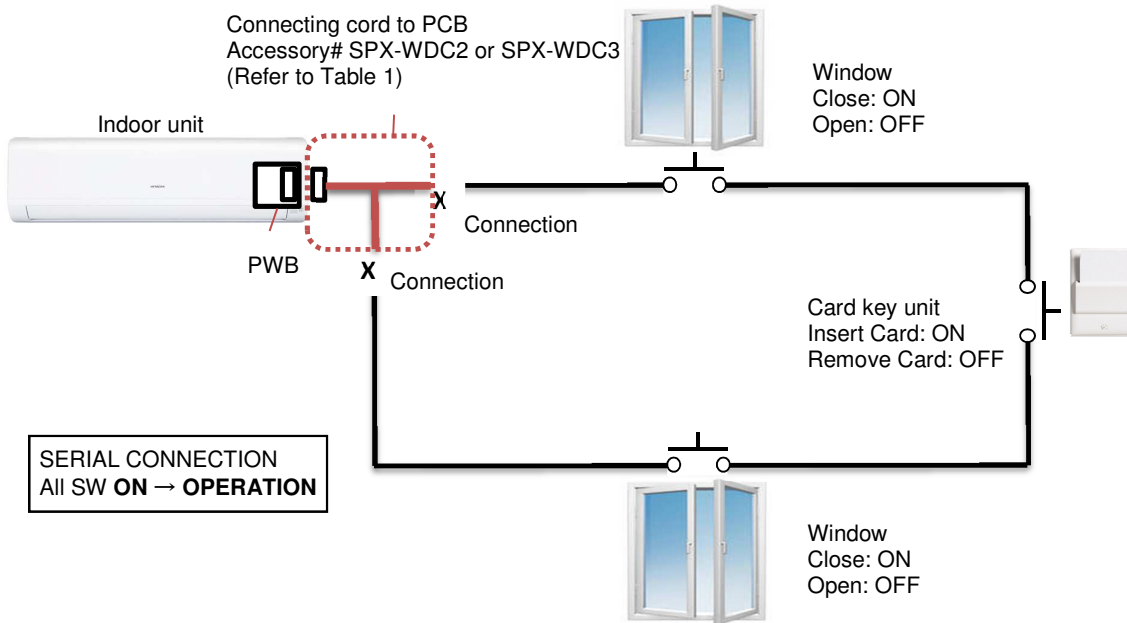 Connecting cord to PCB
Accessory# SPX-WDC2 or SPX-WDC3
(Refer to Table 1)
Window
Close: ON
Open: OFF
Indoor unit
X
Connection
PWB
X
Connection
Card key unit
Insert Card: ON
Remove Card: OFF
SERIAL CONNECTION
All SW ON → OPERATION
Window
Close: ON
Open: OFF